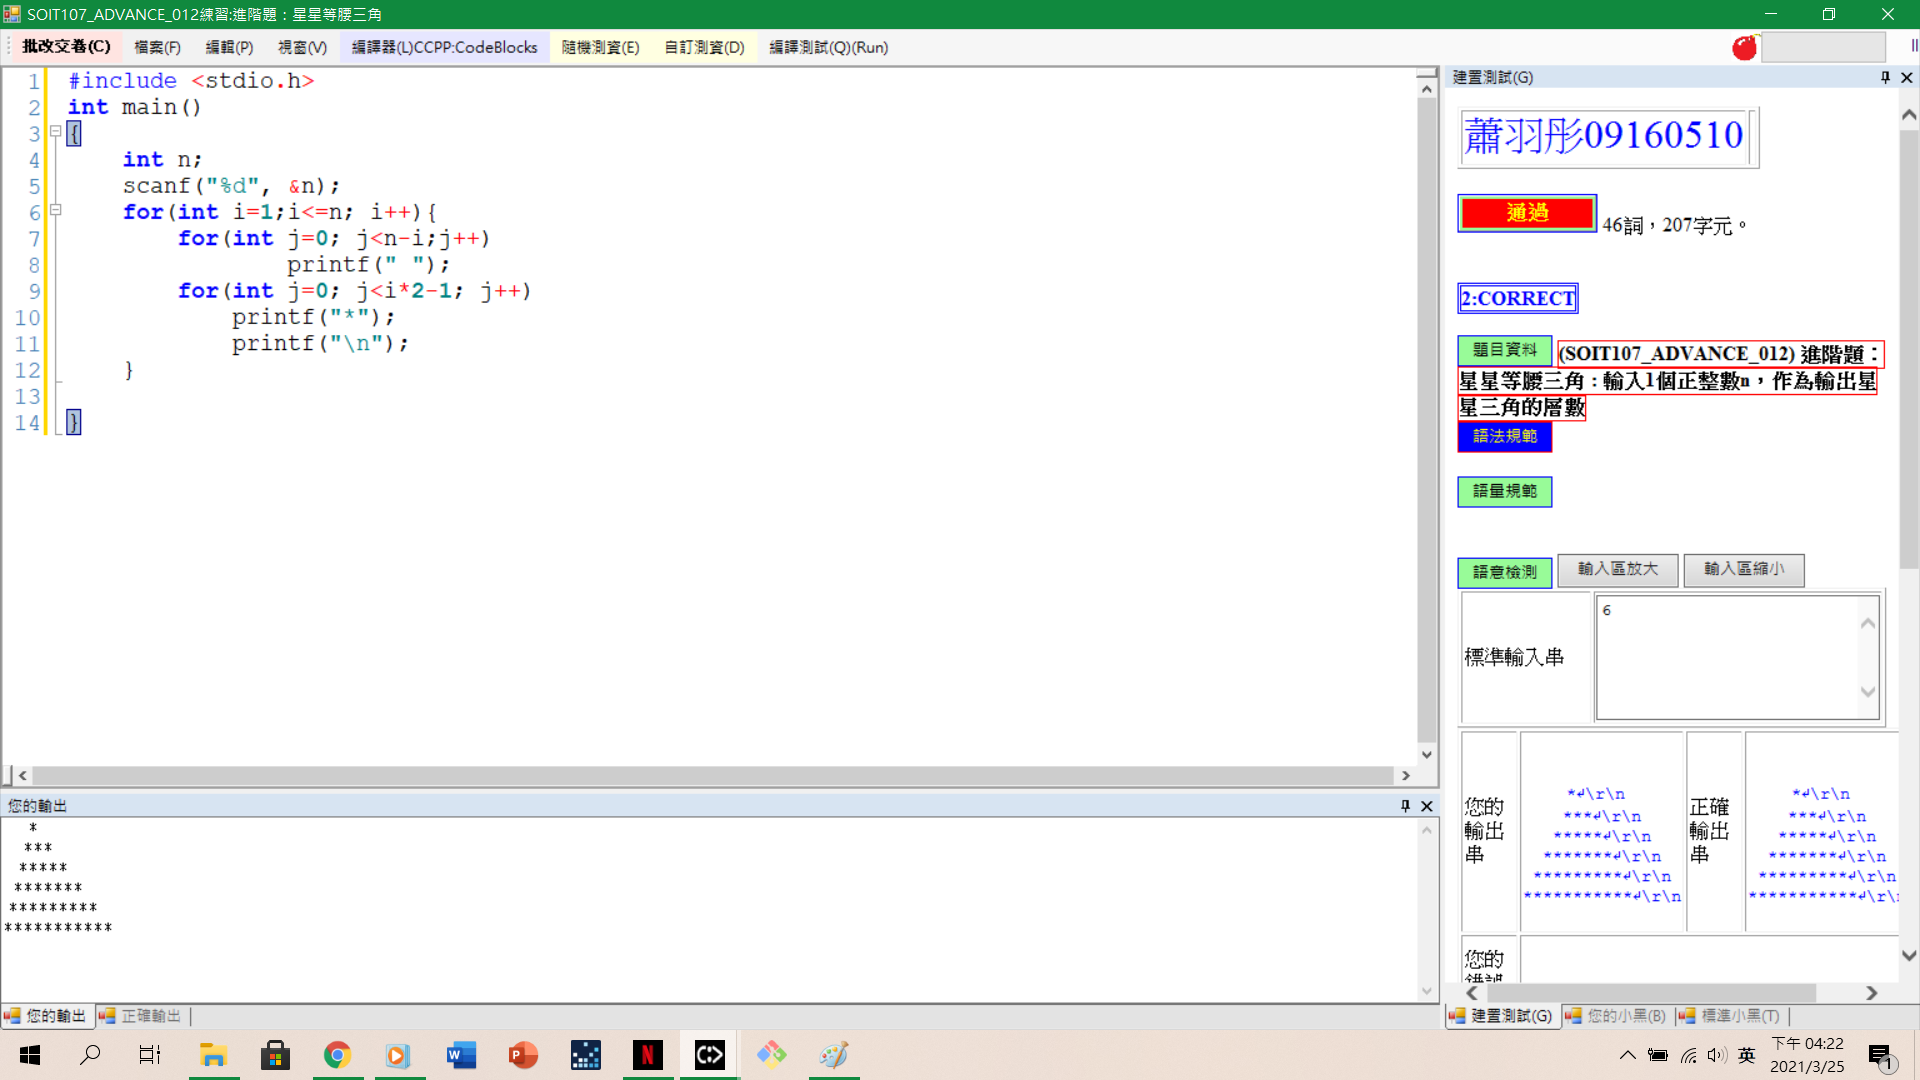 SOIT107_ADVANCE_012練習:進階題：星星等腰三角
批改交卷(C) 檔案(F) 編輯(P) 視窗(V) 編譯器(L)CCPP:CodeBlocks 隨機測資(E) 自訂測資(D) 編譯測試(Q)(Run)
1 #include <stdio.h>
2 int main()
3 {
4     int n;
5     scanf("%d", &n);
6     for(int i=1;i<=n; i++){
7         for(int j=0; j<n-i;j++)
8                 printf(" ");
9         for(int j=0; j<i*2-1; j++)
10             printf("*");
11             printf("\n");
12     }
13
14 }
您的輸出
     *
    ***
   *****
  *******
 *********
***********
您的輸出 正確輸出
建置測試(G)
蕭羽彤09160510
通過 46詞，207字元。
2:CORRECT
題目資料 (SOIT107_ADVANCE_012) 進階題：
星星等腰三角：輸入1個正整數n，作為輸出星
星三角的層數
語法規範
語量規範
語意檢測 輸入區放大 輸入區縮小
標準輸入串 6
您的
輸出
串
*↲\r\n
***↲\r\n
*****↲\r\n
*******↲\r\n
*********↲\r\n
***********↲\r\n
正確
輸出
串
*↲\r\n
***↲\r\n
*****↲\r\n
*******↲\r\n
*********↲\r\n
***********↲\r\
您的
建置測試(G) 您的小黑(B) 標準小黑(T)
英
下午 04:22
2021/3/25
1